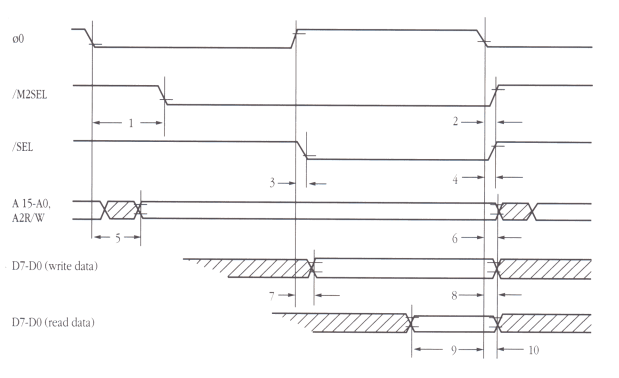 ø0
/M2SEL
1
2
/SEL
3
4
A 15-A0,
A2R/W
5
6
D7-D0 (write data)
7
8
D7-D0 (read data)
9
10